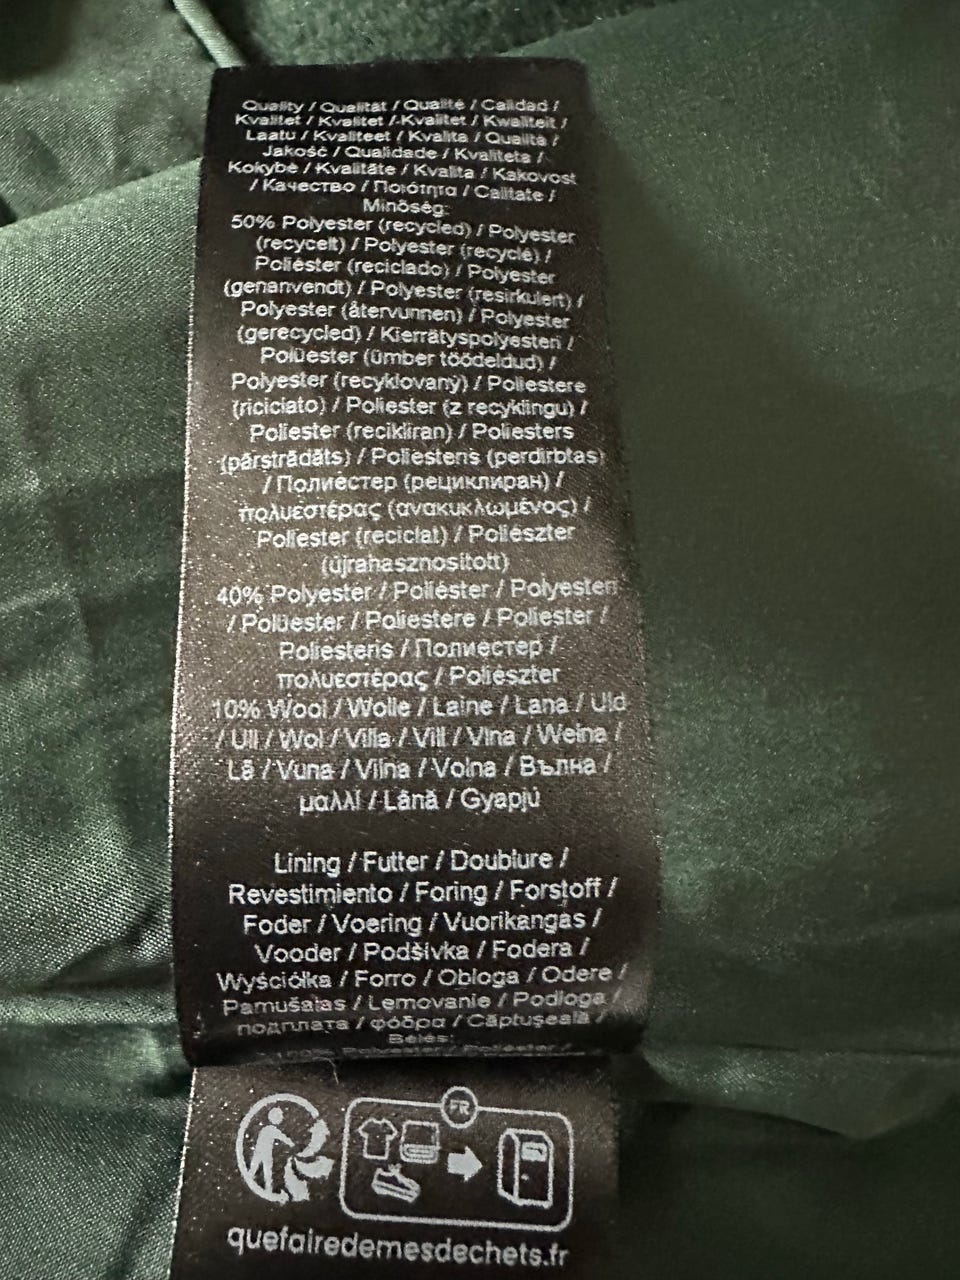 Quality / Qualität / Qualité / Calidad /
Kvalitet / Kvalitet / Kvalitet / Kwaliteit /
Laatu / Kvaliteet / Kvalita / Qualità /
Jakość / Qualidade / Kvaliteta /
Kokybė / Kvalitāte / Kvalita / Kakovost
/ Качество / Ποιότητα / Calitate /
Minőség:
50% Polyester (recycled) / Polyester
(recycelt) / Polyester (recyclé) /
Poliéster (reciclado) / Polyester
(genanvendt) / Polyester (resirkulert) /
Polyester (återvunnen) / Polyester
(gerecycled) / Kierrätyspolyesteri /
Polüester (ümber töödeldud) /
Polyester (recyklovaný) / Poliestere
(riciclato) / Poliester (z recyklingu) /
Poliester (recikliran) / Poliesters
(pārstrādāts) / Poliesteris (perdirbtas)
/ Полиестер (рециклиран) /
πολυεστέρας (ανακυκλωμένος) /
Poliester (reciclat) / Poliészter
(újrahasznosított)
40% Polyester / Poliéster / Polyesteri
/ Polüester / Poliestere / Poliester /
Poliesteris / Полиестер /
πολυεστέρας / Poliészter
10% Wool / Wolle / Laine / Lana / Uld
/ Ull / Wol / Villa / Vill / Vlna / Wełna /
Lã / Vuna / Vilna / Volna / Вълна /
μαλλί / Lână / Gyapjú
Lining / Futter / Doublure /
Revestimiento / Foring / Forstoff /
Foder / Voering / Vuorikangas /
Vooder / Podšívka / Fodera /
Wyściółka / Forro / Obloga / Odere /
Pamušalas / Lemovanie / Podloga /
подплата / φόδρα / Căptușeală /
Bélés:
100% Polyester / Poliéster /
FR
quefairedemesdechets.fr